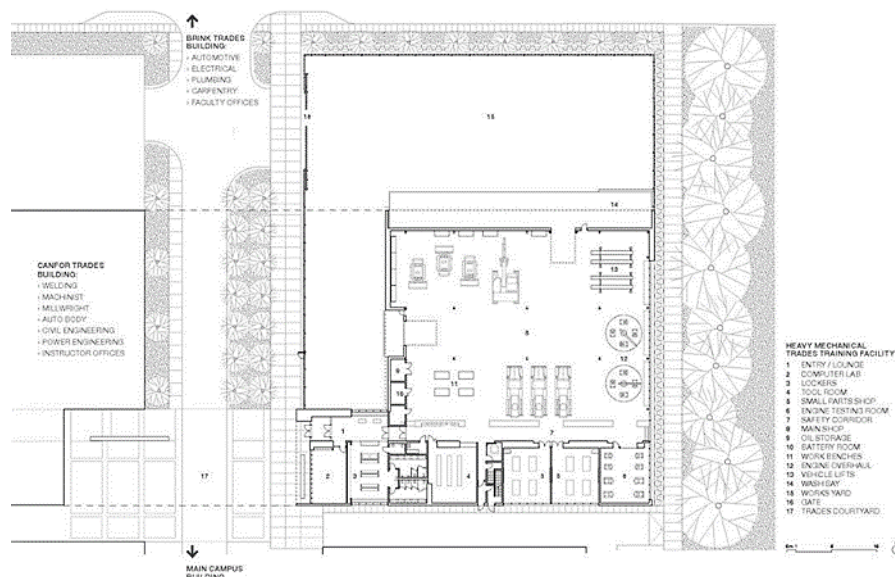 BRINK TRADES
BUILDING:
› AUTOMOTIVE
› ELECTRICAL
› PLUMBING
› CARPENTRY
› FACULTY OFFICES
16
15
14
CANFOR TRADES
BUILDING:
› WELDING
› MACHINIST
› MILLWRIGHT
› AUTO BODY
› CIVIL ENGINEERING
› POWER ENGINEERING
› INSTRUCTOR OFFICES
13
8
12
9
10
11
1
7
17
2
3
4
5
5
6
HEAVY MECHANICAL
TRADES TRAINING FACILITY
1 ENTRY / LOUNGE
2 COMPUTER LAB
3 LOCKERS
4 TOOL ROOM
5 SMALL PARTS SHOP
6 ENGINE TESTING ROOM
7 SAFETY CORRIDOR
8 MAIN SHOP
9 OIL STORAGE
10 BATTERY ROOM
11 WORK BENCHES
12 ENGINE OVERHAUL
13 VEHICLE LIFTS
14 WASH BAY
15 WORKS YARD
16 GATE
17 TRADES COURTYARD
MAIN CAMPUS
BUILDING